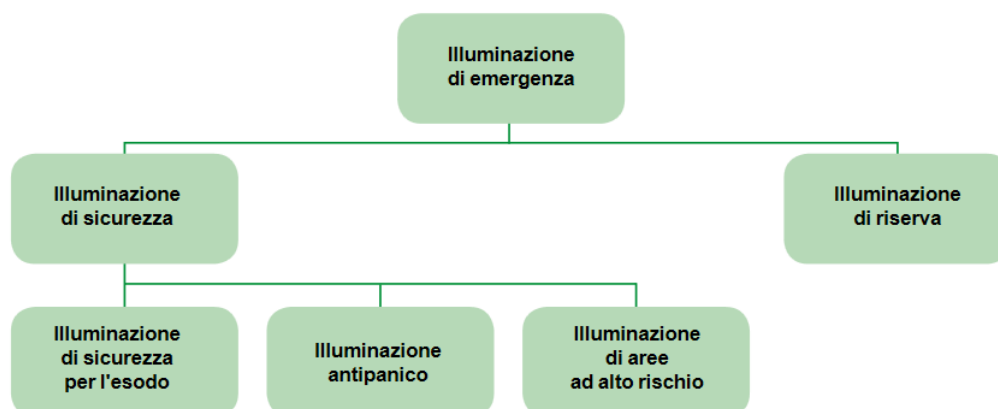 Illuminazione
di emergenza
Illuminazione
di sicurezza
Illuminazione
di riserva
Illuminazione
di sicurezza
per l'esodo
Illuminazione
antipanico
Illuminazione
di aree
ad alto rischio